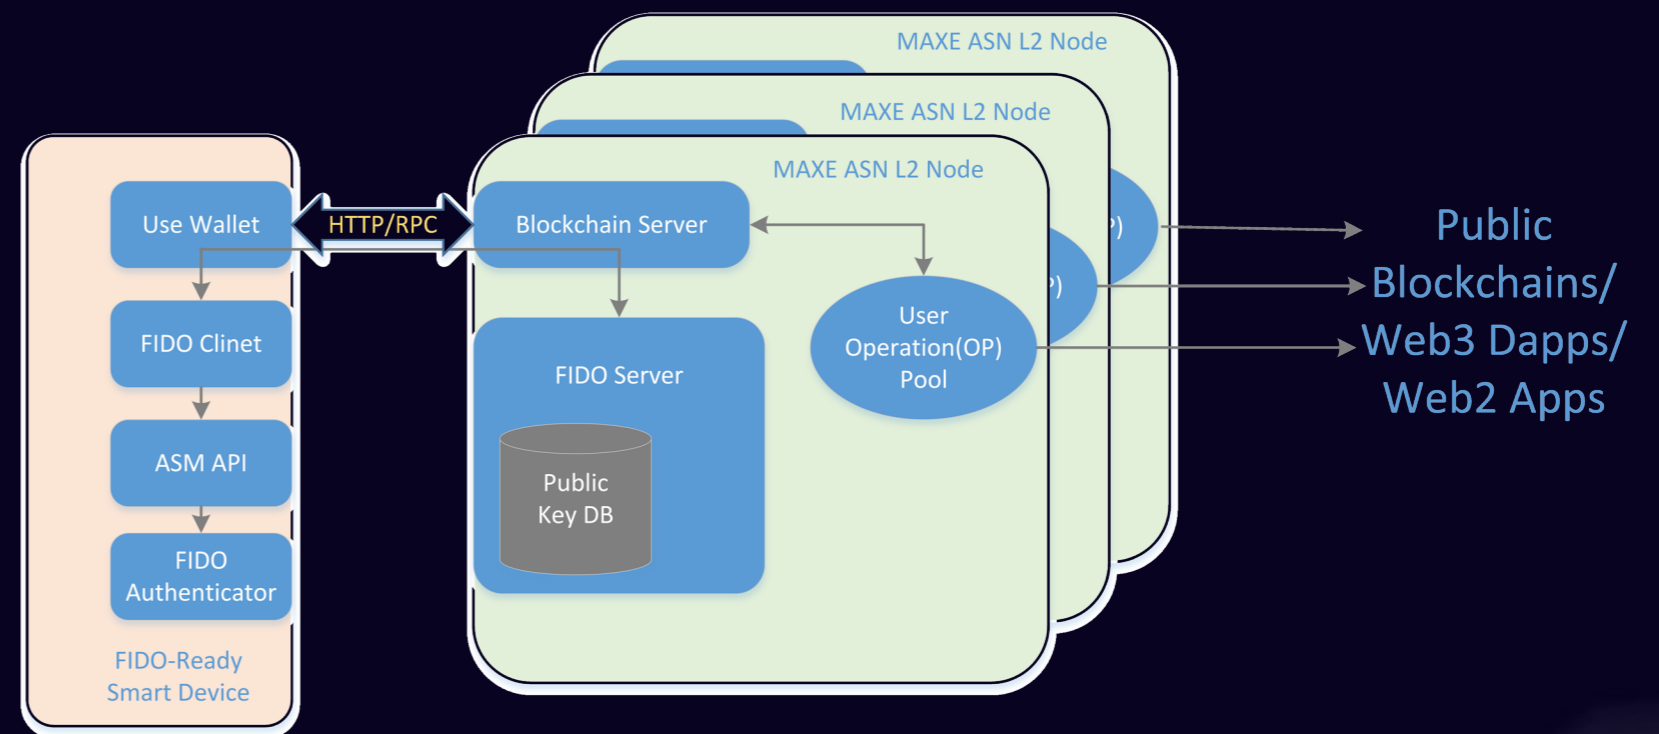 MAXE ASN L2 Node
MAXE ASN L2 Node
MAXE ASN L2 Node
Use Wallet
HTTP/RPC
Blockchain Server
FIDO Clinet
ASM API
FIDO
Authenticator
FIDO-Ready
Smart Device
FIDO Server
Public
Key DB
User
Operation(OP)
Pool
P)
)
Public
Blockchains/
Web3 Dapps/
Web2 Apps